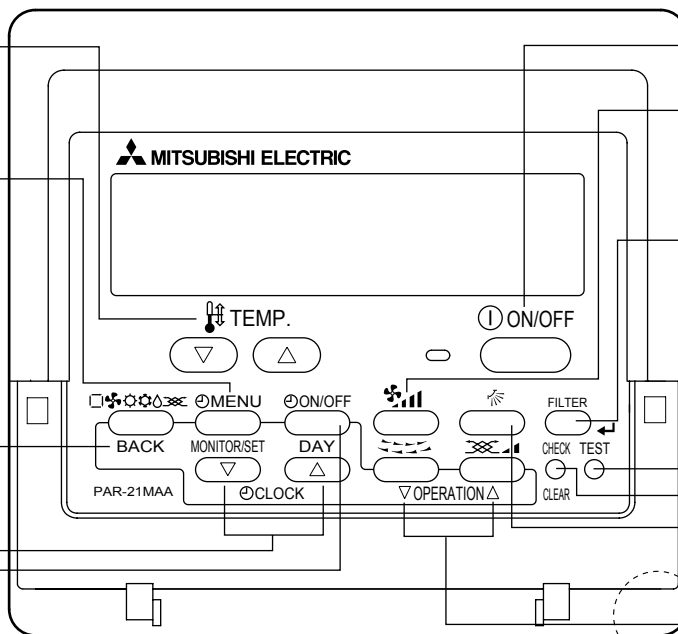 MITSUBISHI ELECTRIC
TEMP. ON/OFF
MENU ON/OFF FILTER
BACK MONITOR/SET DAY CHECK TEST
PAR-21MAA CLOCK OPERATION CLEAR